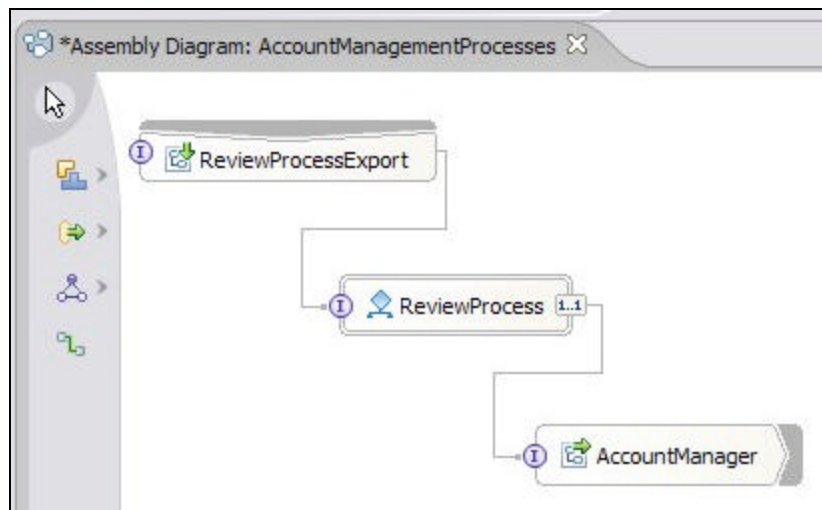 *Assembly Diagram: AccountManagementProcesses
I ReviewProcessExport
I ReviewProcess 1..1
I AccountManager